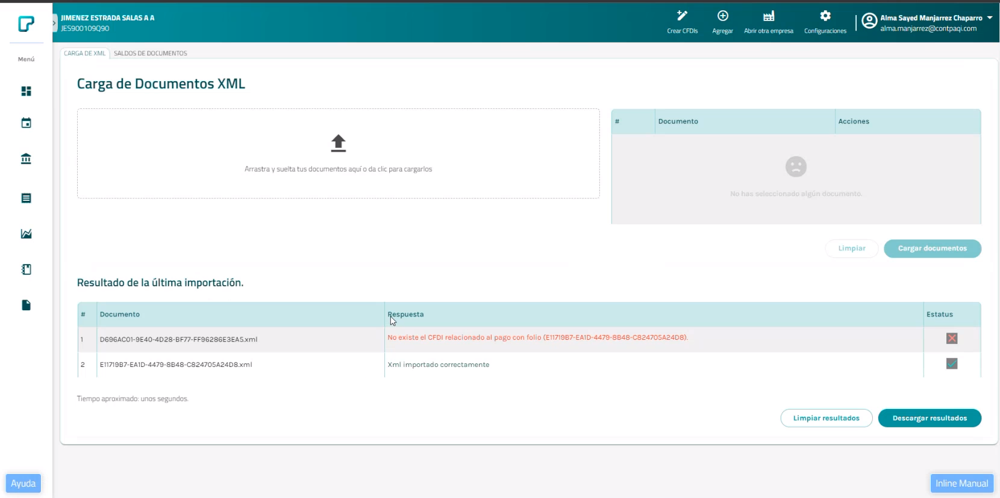 JIMENEZ ESTRADA SALAS A A
JES900109Q90
Crear CFDIs
Agregar
Abrir otra empresa
Configuraciones
Alma Sayed Manjarrez Chaparro
alma.manjarrez@contpaqi.com
Menú
CARGA DE XML
SALDOS DE DOCUMENTOS
Carga de Documentos XML
Arrastra y suelta tus documentos aquí o da clic para cargarlos
# Documento Acciones
No has seleccionado algún documento.
Limpiar
Cargar documentos
Resultado de la última importación.
# Documento Respuesta Estatus
1 D696AC01-9E40-4D28-BF77-FF96286E3EA5.xml No existe el CFDI relacionado al pago con folio (E11719B7-EA1D-4479-8B48-C824705A24D8).
2 E11719B7-EA1D-4479-8B48-C824705A24D8.xml Xml importado correctamente
Tiempo aproximado: unos segundos.
Limpiar resultados
Descargar resultados
Ayuda
Inline Manual